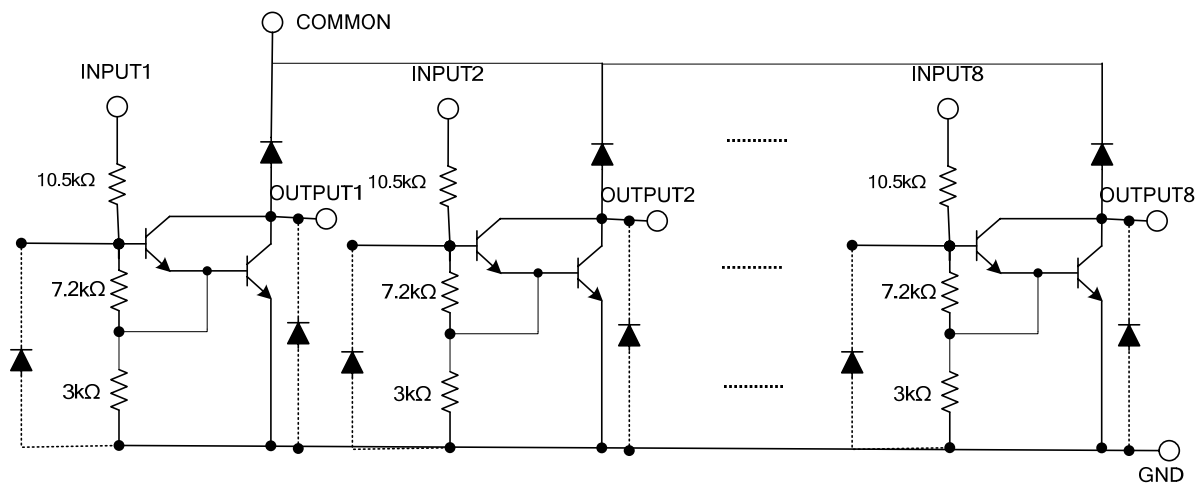 COMMON
INPUT1
INPUT2
INPUT8
10.5kΩ
10.5kΩ
10.5kΩ
OUTPUT1
OUTPUT2
OUTPUT8
7.2kΩ
7.2kΩ
7.2kΩ
3kΩ
3kΩ
3kΩ
GND